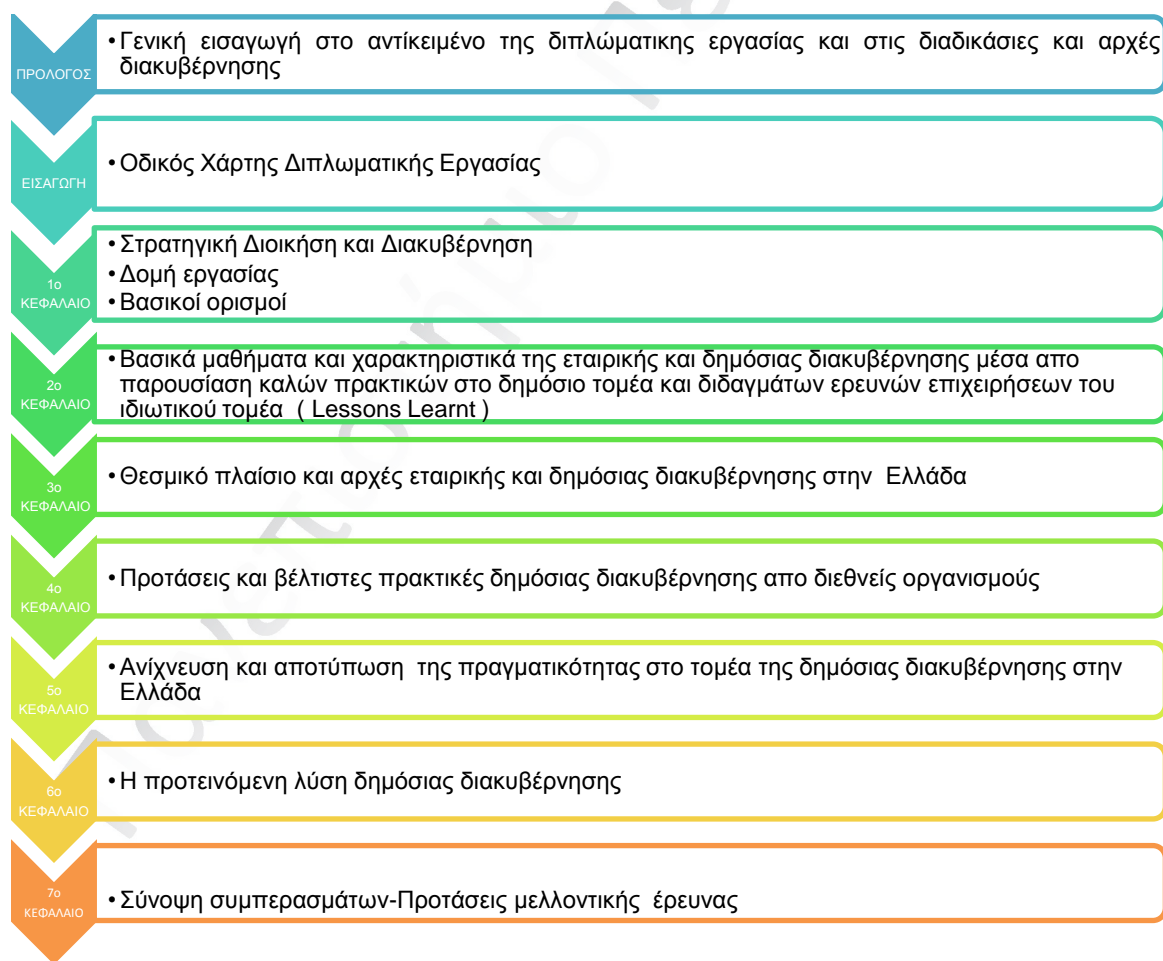 ΠΡΟΛΟΓΟΣ
•Γενική εισαγωγή στο αντίκειμένο της διπλώματικης εργασίας και στις διαδικάσιες και αρχές
διακυβέρνησης
ΕΙΣΑΓΩΓΗ
•Οδικός Χάρτης Διπλωματικής Εργασίας
1ο
ΚΕΦΑΛΑΙΟ
•Στρατηγική Διοικήση και Διακυβέρνηση
•Δομή εργασίας
•Βασικοί ορισμοί
2ο
ΚΕΦΑΛΑΙΟ
•Βασικά μαθήματα και χαρακτηριστικά της εταιρικής και δημόσιας διακυβέρνησης μέσα απο
παρουσίαση καλών πρακτικών στο δημόσιο τομέα και διδαγμάτων ερευνών επιχειρήσεων του
ιδιωτικού τομέα ( Lessons Learnt )
3ο
ΚΕΦΑΛΑΙΟ
•Θεσμικό πλαίσιο και αρχές εταιρικής και δημόσιας διακυβέρνησης στην Ελλάδα
4ο
ΚΕΦΑΛΑΙΟ
•Προτάσεις και βέλτιστες πρακτικές δημόσιας διακυβέρνησης απο διεθνείς οργανισμούς
5ο
ΚΕΦΑΛΑΙΟ
•Ανίχνευση και αποτύπωση της πραγματικότητας στο τομέα της δημόσιας διακυβέρνησης στην
Ελλάδα
6ο
ΚΕΦΑΛΑΙΟ
•Η προτεινόμενη λύση δημόσιας διακυβέρνησης
7ο
ΚΕΦΑΛΑΙΟ
•Σύνοψη συμπερασμάτων-Προτάσεις μελλοντικής έρευνας